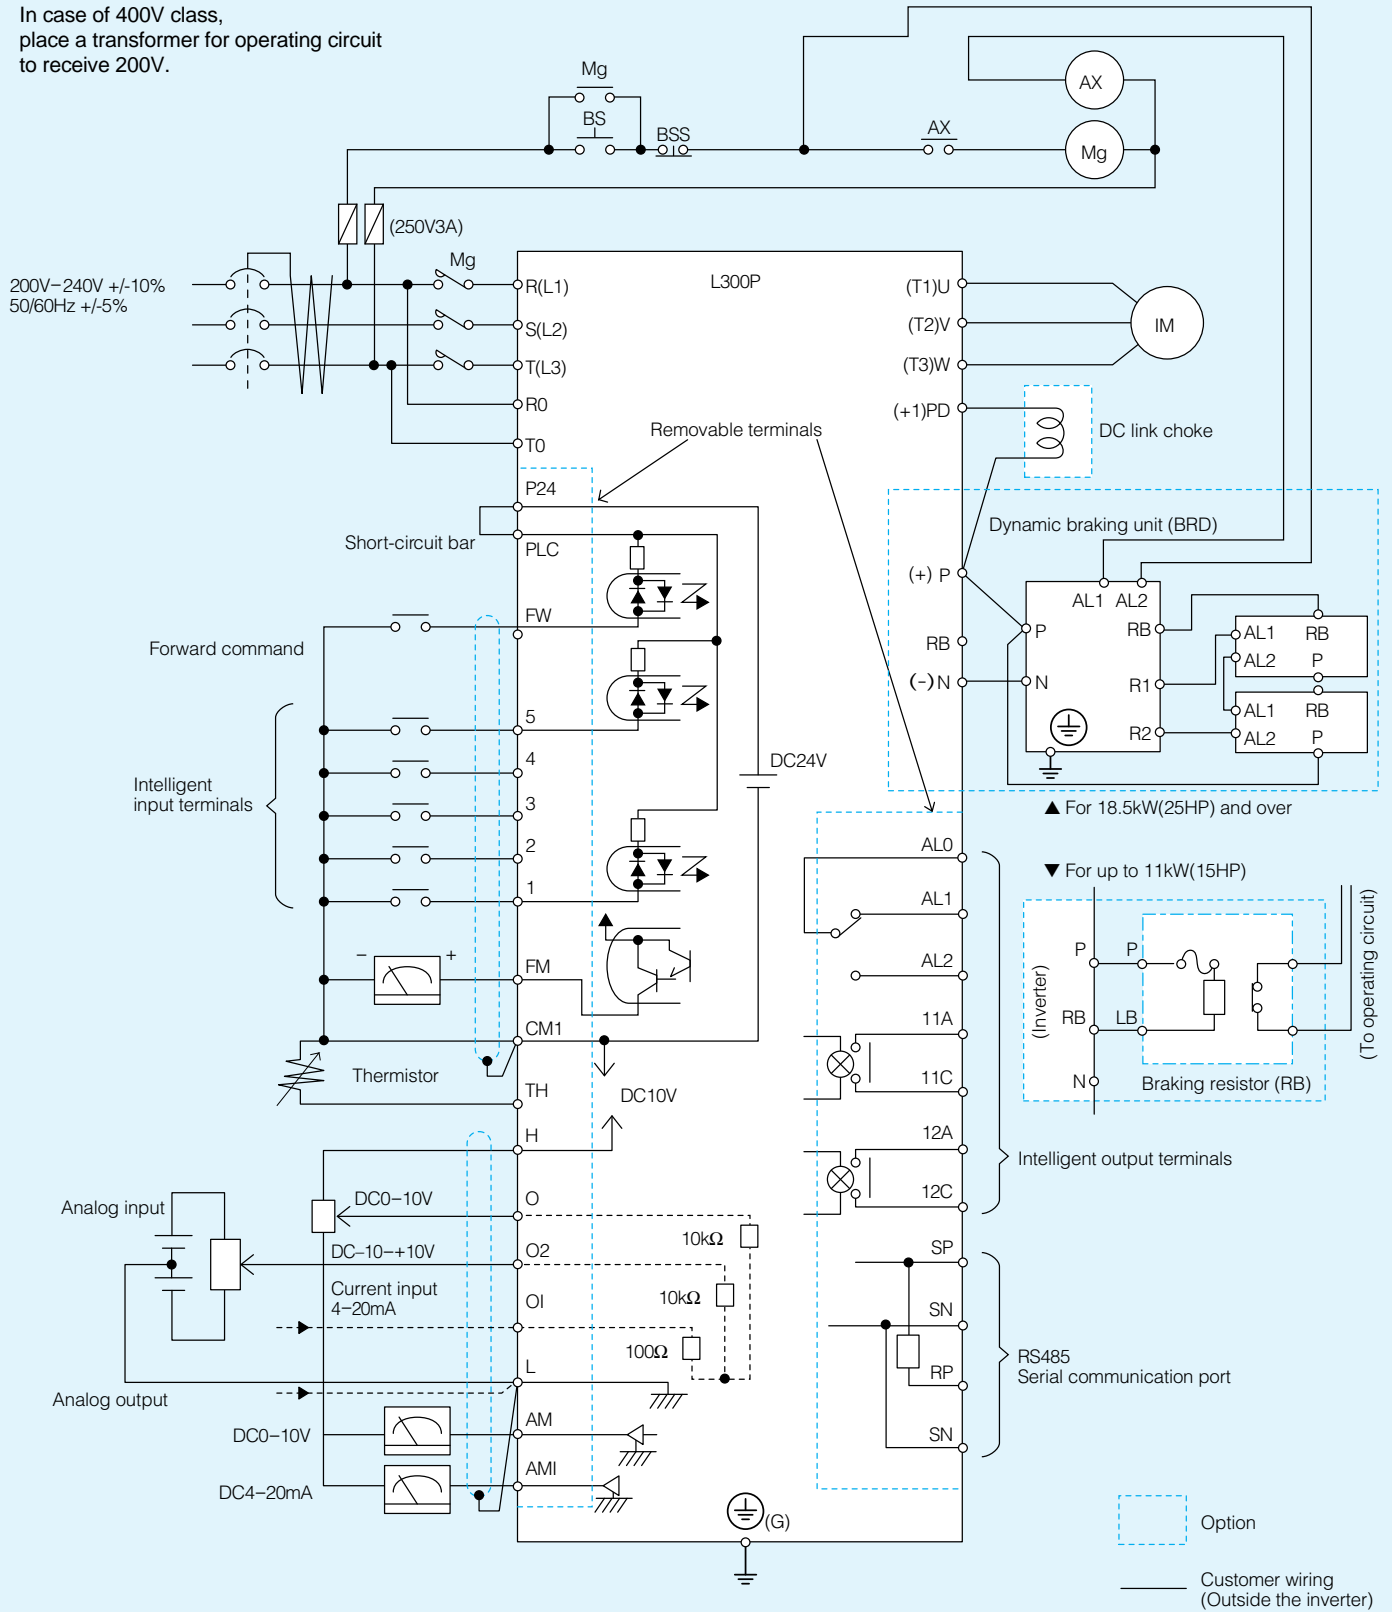 In case of 400V class,
place a transformer for operating circuit
to receive 200V.
Mg
BS
BSS
AX
AX
Mg
(250V3A)
Mg
200V–240V +/-10%
50/60Hz +/-5%
R(L1)
S(L2)
T(L3)
R0
T0
L300P
(T1)U
(T2)V
(T3)W
IM
(+1)PD
DC link choke
Removable terminals
P24
Short-circuit bar
PLC
FW
Forward command
5
4
3
2
1
Intelligent
input terminals
DC24V
–
+
FM
CM1
Thermistor
TH
DC10V
H
Dynamic braking unit (BRD)
(+) P
RB
(-) N
AL1
AL2
P
RB
N
R1
R2
AL1
RB
AL2
P
AL1
RB
AL2
P
▲ For 18.5kW(25HP) and over
▼ For up to 11kW(15HP)
AL0
AL1
AL2
11A
11C
12A
12C
Intelligent output terminals
(Inverter)
P
P
RB
LB
N
Braking resistor (RB)
(To operating circuit)
Analog input
DC0–10V
O
DC–10–+10V
O2
Current input
4–20mA
OI
10kΩ
10kΩ
100Ω
L
Analog output
AM
DC0–10V
AMI
DC4–20mA
SP
SN
RP
SN
RS485
Serial communication port
(G)
Option
Customer wiring
(Outside the inverter)